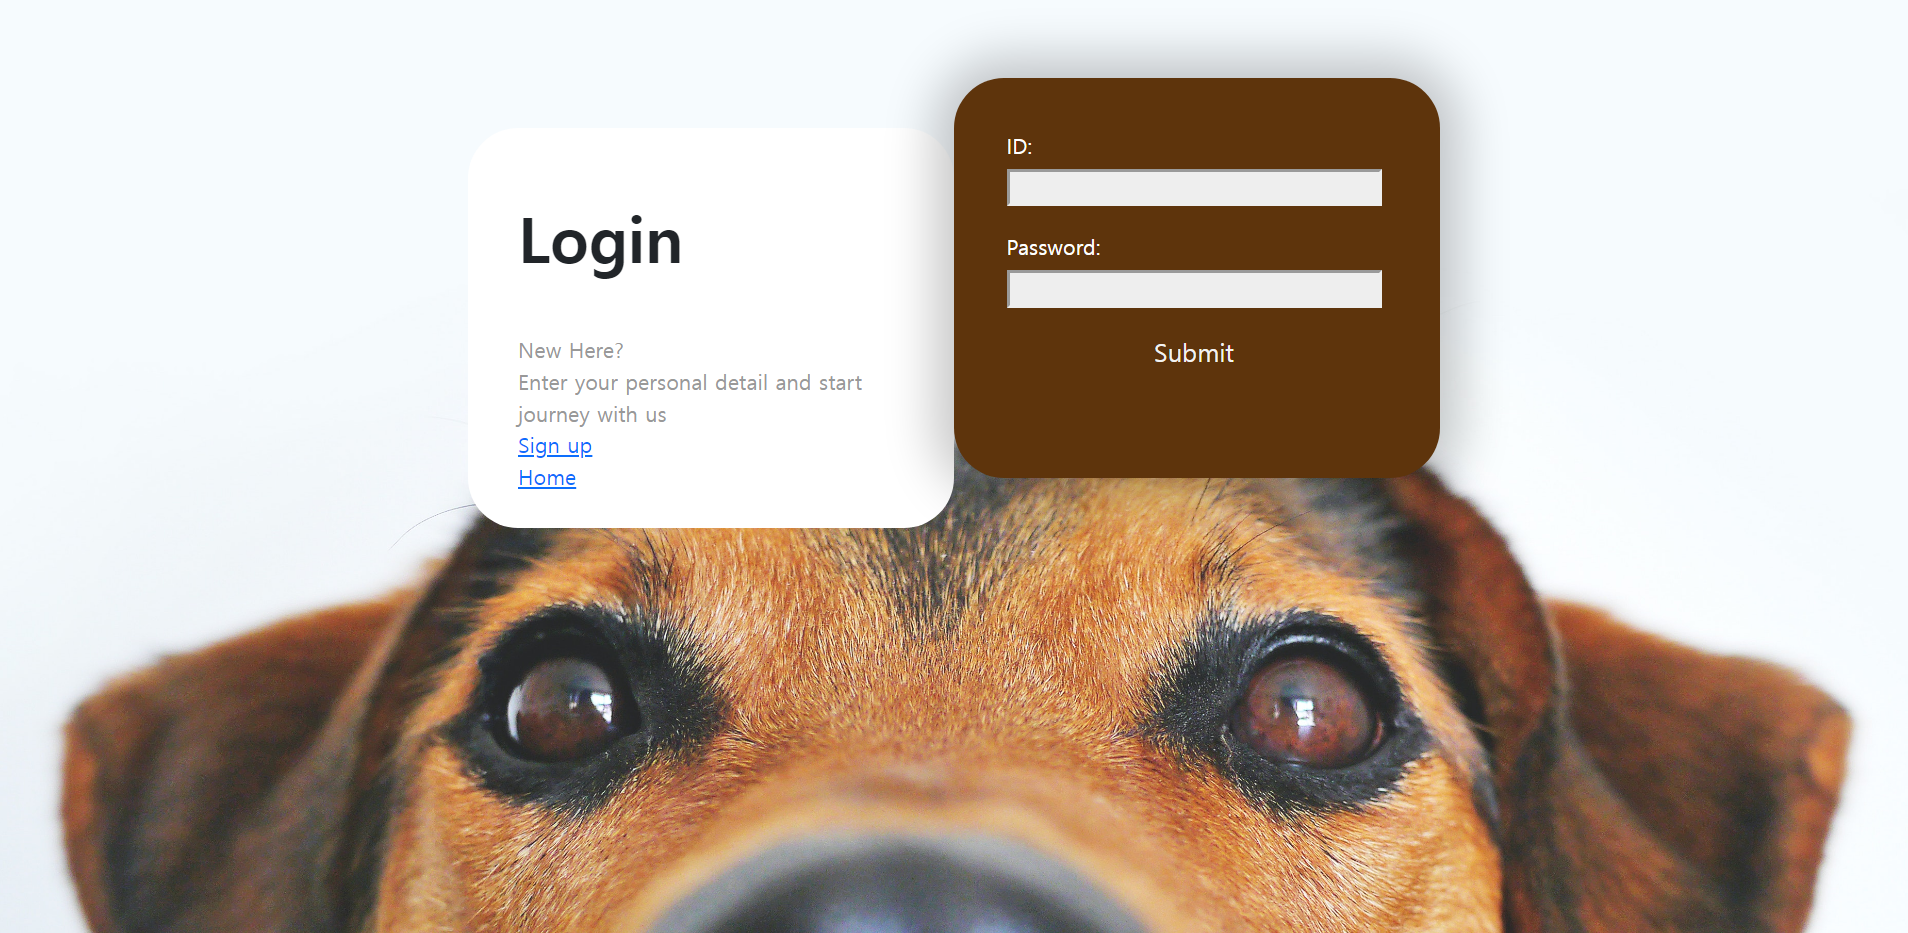 Login
New Here?
Enter your personal detail and start
journey with us
Sign up
Home
ID:
Password:
Submit